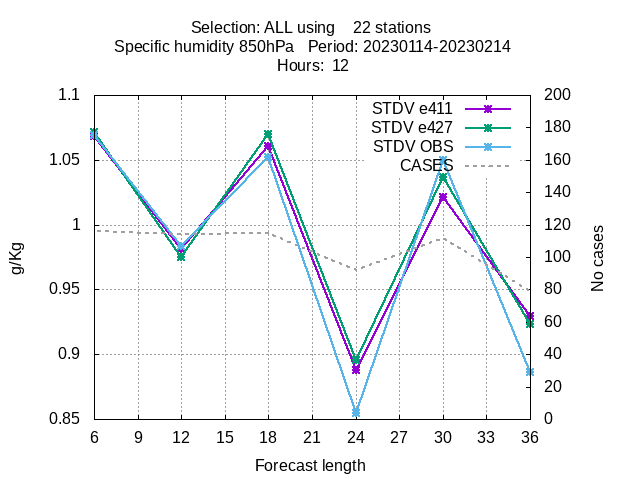 Selection: ALL using    22 stations
Specific humidity 850hPa   Period: 20230114-20230214
Hours:  12
STDV e411
STDV e427
STDV OBS
CASES
1.1
1.05
1
0.95
0.9
0.85
g/Kg
200
180
160
140
120
100
80
60
40
20
0
No cases
6 9 12 15 18 21 24 27 30 33 36
Forecast length